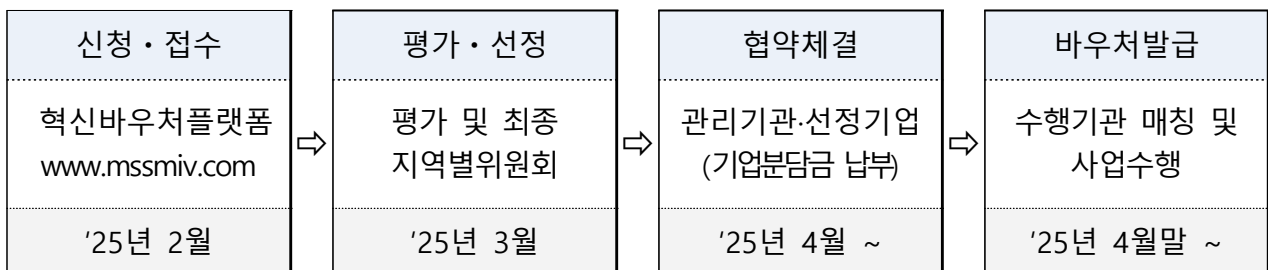 신청・접수
혁신바우처플랫폼
www.mssmiv.com
'25년 2월
⇨
평가・선정
평가 및 최종
지역별위원회
'25년 3월
⇨
협약체결
관리기관·선정기업
(기업분담금 납부)
'25년 4월 ~
⇨
바우처발급
수행기관 매칭 및
사업수행
'25년 4월말 ~